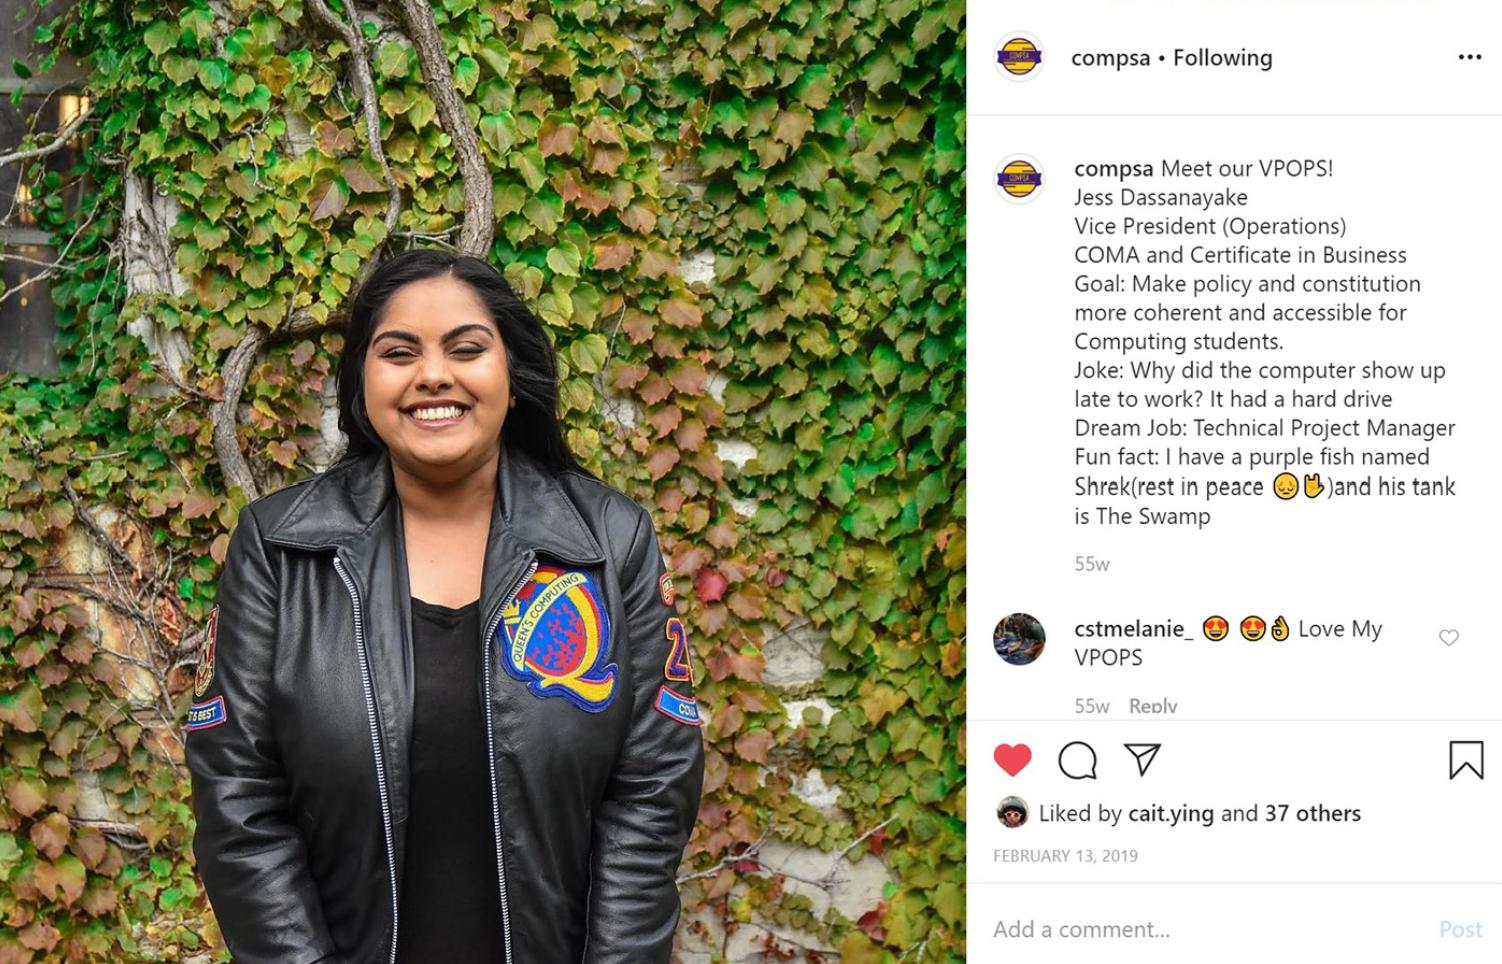 compsa • Following
COMPSA
compsa Meet our VPOPS!
Jess Dassanayake
Vice President (Operations)
COMA and Certificate in Business
Goal: Make policy and constitution
more coherent and accessible for
Computing students.
Joke: Why did the computer show up
late to work? It had a hard drive
Dream Job: Technical Project Manager
Fun fact: I have a purple fish named
Shrek(rest in peace 😞🤟)and his tank
is The Swamp
55w
cstmelanie_ 😍 😍👌 Love My
VPOPS
55w Reply
Liked by cait.ying and 37 others
FEBRUARY 13, 2019
Add a comment... Post
QUEEN'S COMPUTING
BEST
COMA